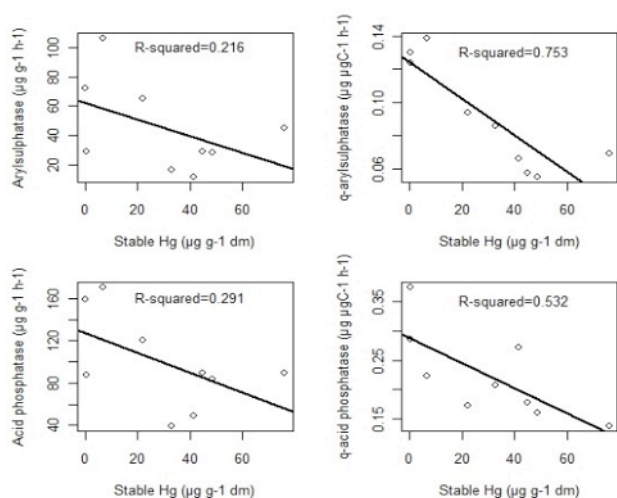 R-squared=0.216
Arylsulphatase (µg g-1 h-1)
100
80
60
40
20
0 20 40 60
Stable Hg (µg g-1 dm)
R-squared=0.753
q-arylsulphatase (µg µgC-1 h-1)
0.14
0.10
0.06
0 20 40 60
Stable Hg (µg g-1 dm)
R-squared=0.291
Acid phosphatase (µg g-1 h-1)
160
120
80
40
0 20 40 60
Stable Hg (µg g-1 dm)
R-squared=0.532
q-acid phosphatase (µg µgC-1 h-1)
0.35
0.25
0.15
0 20 40 60
Stable Hg (µg g-1 dm)